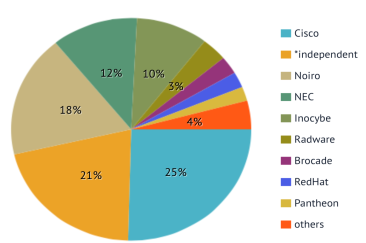 12%
10%
3%
18%
4%
21%
25%
Cisco
*independent
Noiro
NEC
Inocybe
Radware
Brocade
RedHat
Pantheon
others